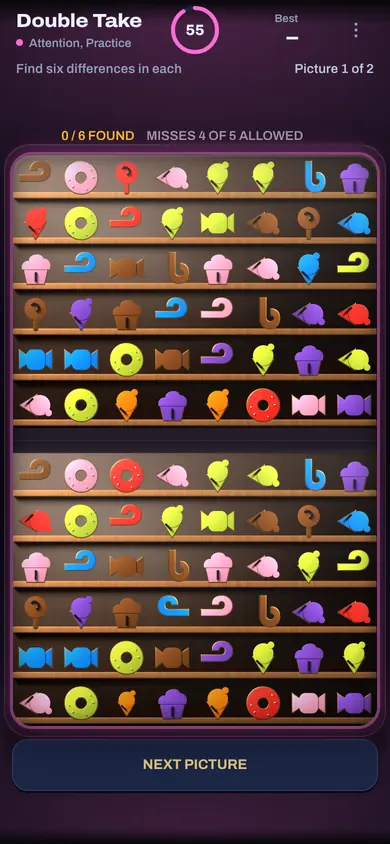 Double Take
55
Best
Attention, Practice
–
Find six differences in each
Picture 1 of 2
0 / 6 FOUND MISSES 4 OF 5 ALLOWED
NEXT PICTURE